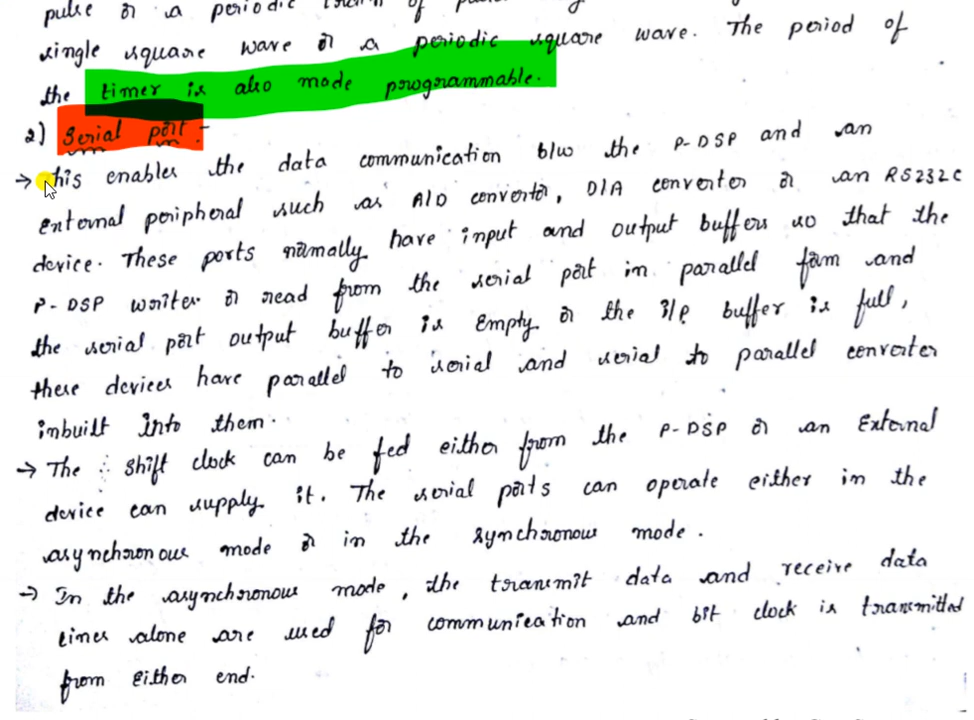 pulse or a periodic of
single square wave or a periodic square wave. The period of
the timer is also made programmable.
2) Serial port :-
→ This enables the data communication b/w the P-DSP and an
External peripheral such as A/D converter, D/A converter or an RS232C
device. These ports normally have input and output buffers so that the
P-DSP writes or read from the serial port in parallel form and
the serial port output buffer is Empty or the i/p buffer is full,
these devices have parallel to serial and serial to parallel converter
inbuilt into them.
→ The shift clock can be fed either from the P-DSP or an External
device can supply it. The serial ports can operate either in the
asynchronous mode or in the synchronous mode.
→ In the asynchronous mode, the transmit data and receive data
lines alone are used for communication and bit clock is transmitted
from Either end.